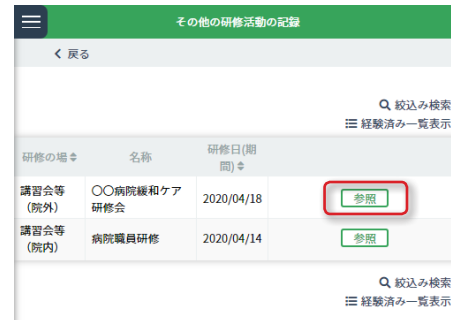 その他の研修活動の記録
戻る
絞込み検索
経験済み一覧表示
研修の場 名称 研修日(期
間)
講習会等
(院外)
〇〇病院緩和ケア
研修会
2020/04/18 参照
講習会等
(院内)
病院職員研修 2020/04/14 参照
絞込み検索
経験済み一覧表示